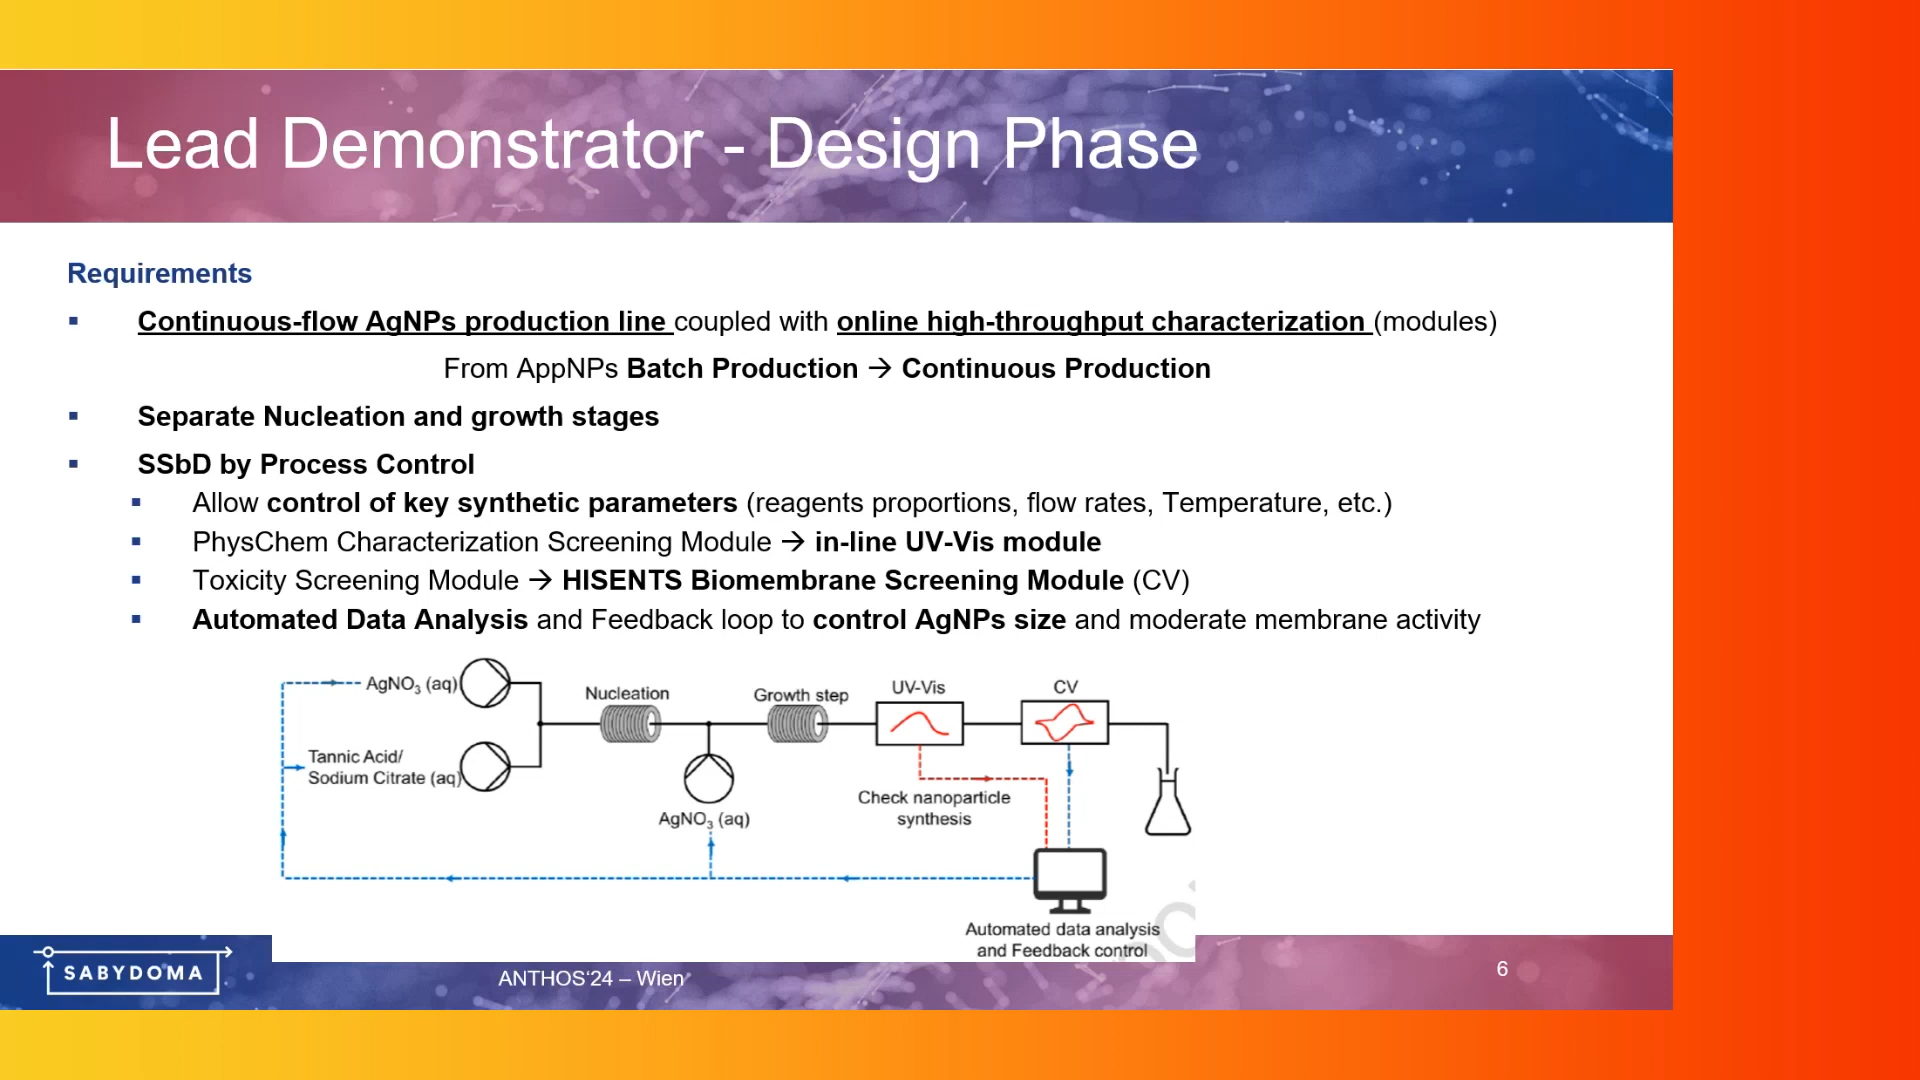 Lead Demonstrator - Design Phase
Requirements
▪ Continuous-flow AgNPs production line coupled with online high-throughput characterization (modules)
From AppNPs Batch Production → Continuous Production
▪ Separate Nucleation and growth stages
▪ SSbD by Process Control
▪ Allow control of key synthetic parameters (reagents proportions, flow rates, Temperature, etc.)
▪ PhysChem Characterization Screening Module → in-line UV-Vis module
▪ Toxicity Screening Module → HISENTS Biomembrane Screening Module (CV)
▪ Automated Data Analysis and Feedback loop to control AgNPs size and moderate membrane activity
AgNO₃ (aq)
Nucleation
Growth step
UV-Vis
CV
Tannic Acid/
Sodium Citrate (aq)
AgNO₃ (aq)
Check nanoparticle
synthesis
Automated data analysis
and Feedback control
SABYDOMA
ANTHOS‘24 – Wien
6